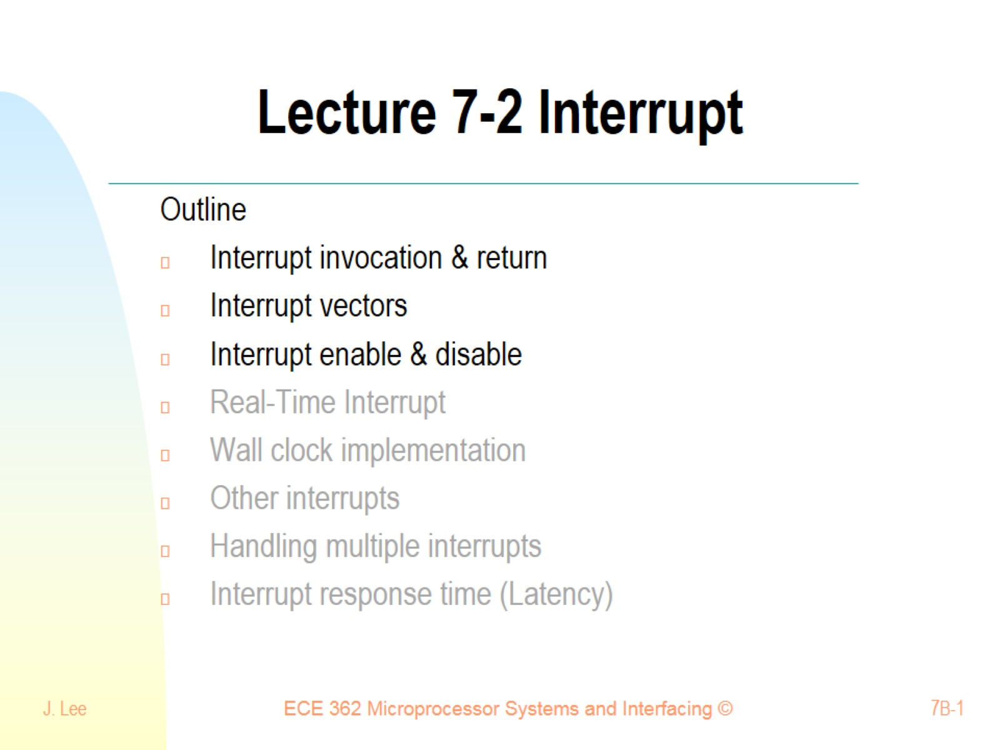 Lecture 7-2 Interrupt
Outline
Interrupt invocation & return
Interrupt vectors
Interrupt enable & disable
Real-Time Interrupt
Wall clock implementation
Other interrupts
Handling multiple interrupts
Interrupt response time (Latency)
J. Lee
ECE 362 Microprocessor Systems and Interfacing ©
7B-1